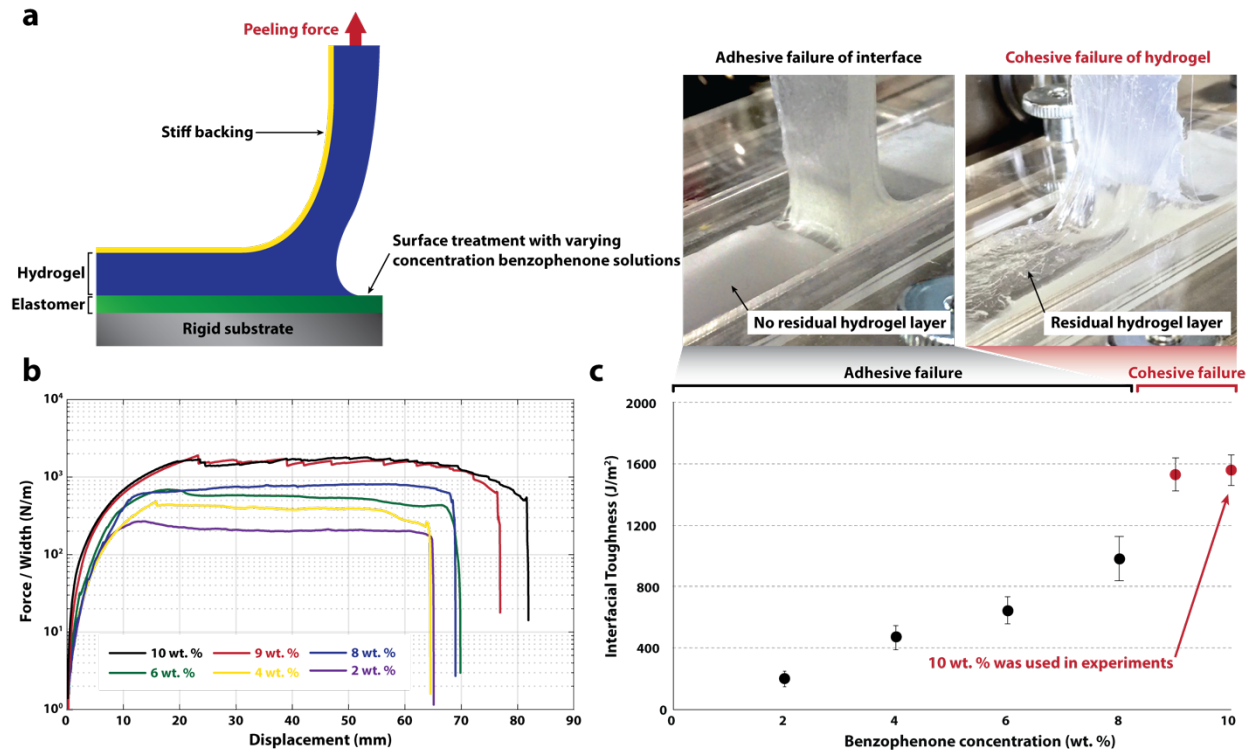 a
Peeling force
Stiff backing
Surface treatment with varying
concentration benzophenone solutions
Hydrogel
Elastomer
Rigid substrate
Adhesive failure of interface
Cohesive failure of hydrogel
No residual hydrogel layer
Residual hydrogel layer
b
Force / Width (N/m)
10⁴
10³
10²
10¹
10⁰
10 wt. %
9 wt. %
8 wt. %
6 wt. %
4 wt. %
2 wt. %
0 10 20 30 40 50 60 70 80 90
Displacement (mm)
c
Adhesive failure
Cohesive failure
Interfacial Toughness (J/m²)
2000
1600
1200
800
400
0
10 wt. % was used in experiments
0 2 4 6 8 10
Benzophenone concentration (wt. %)